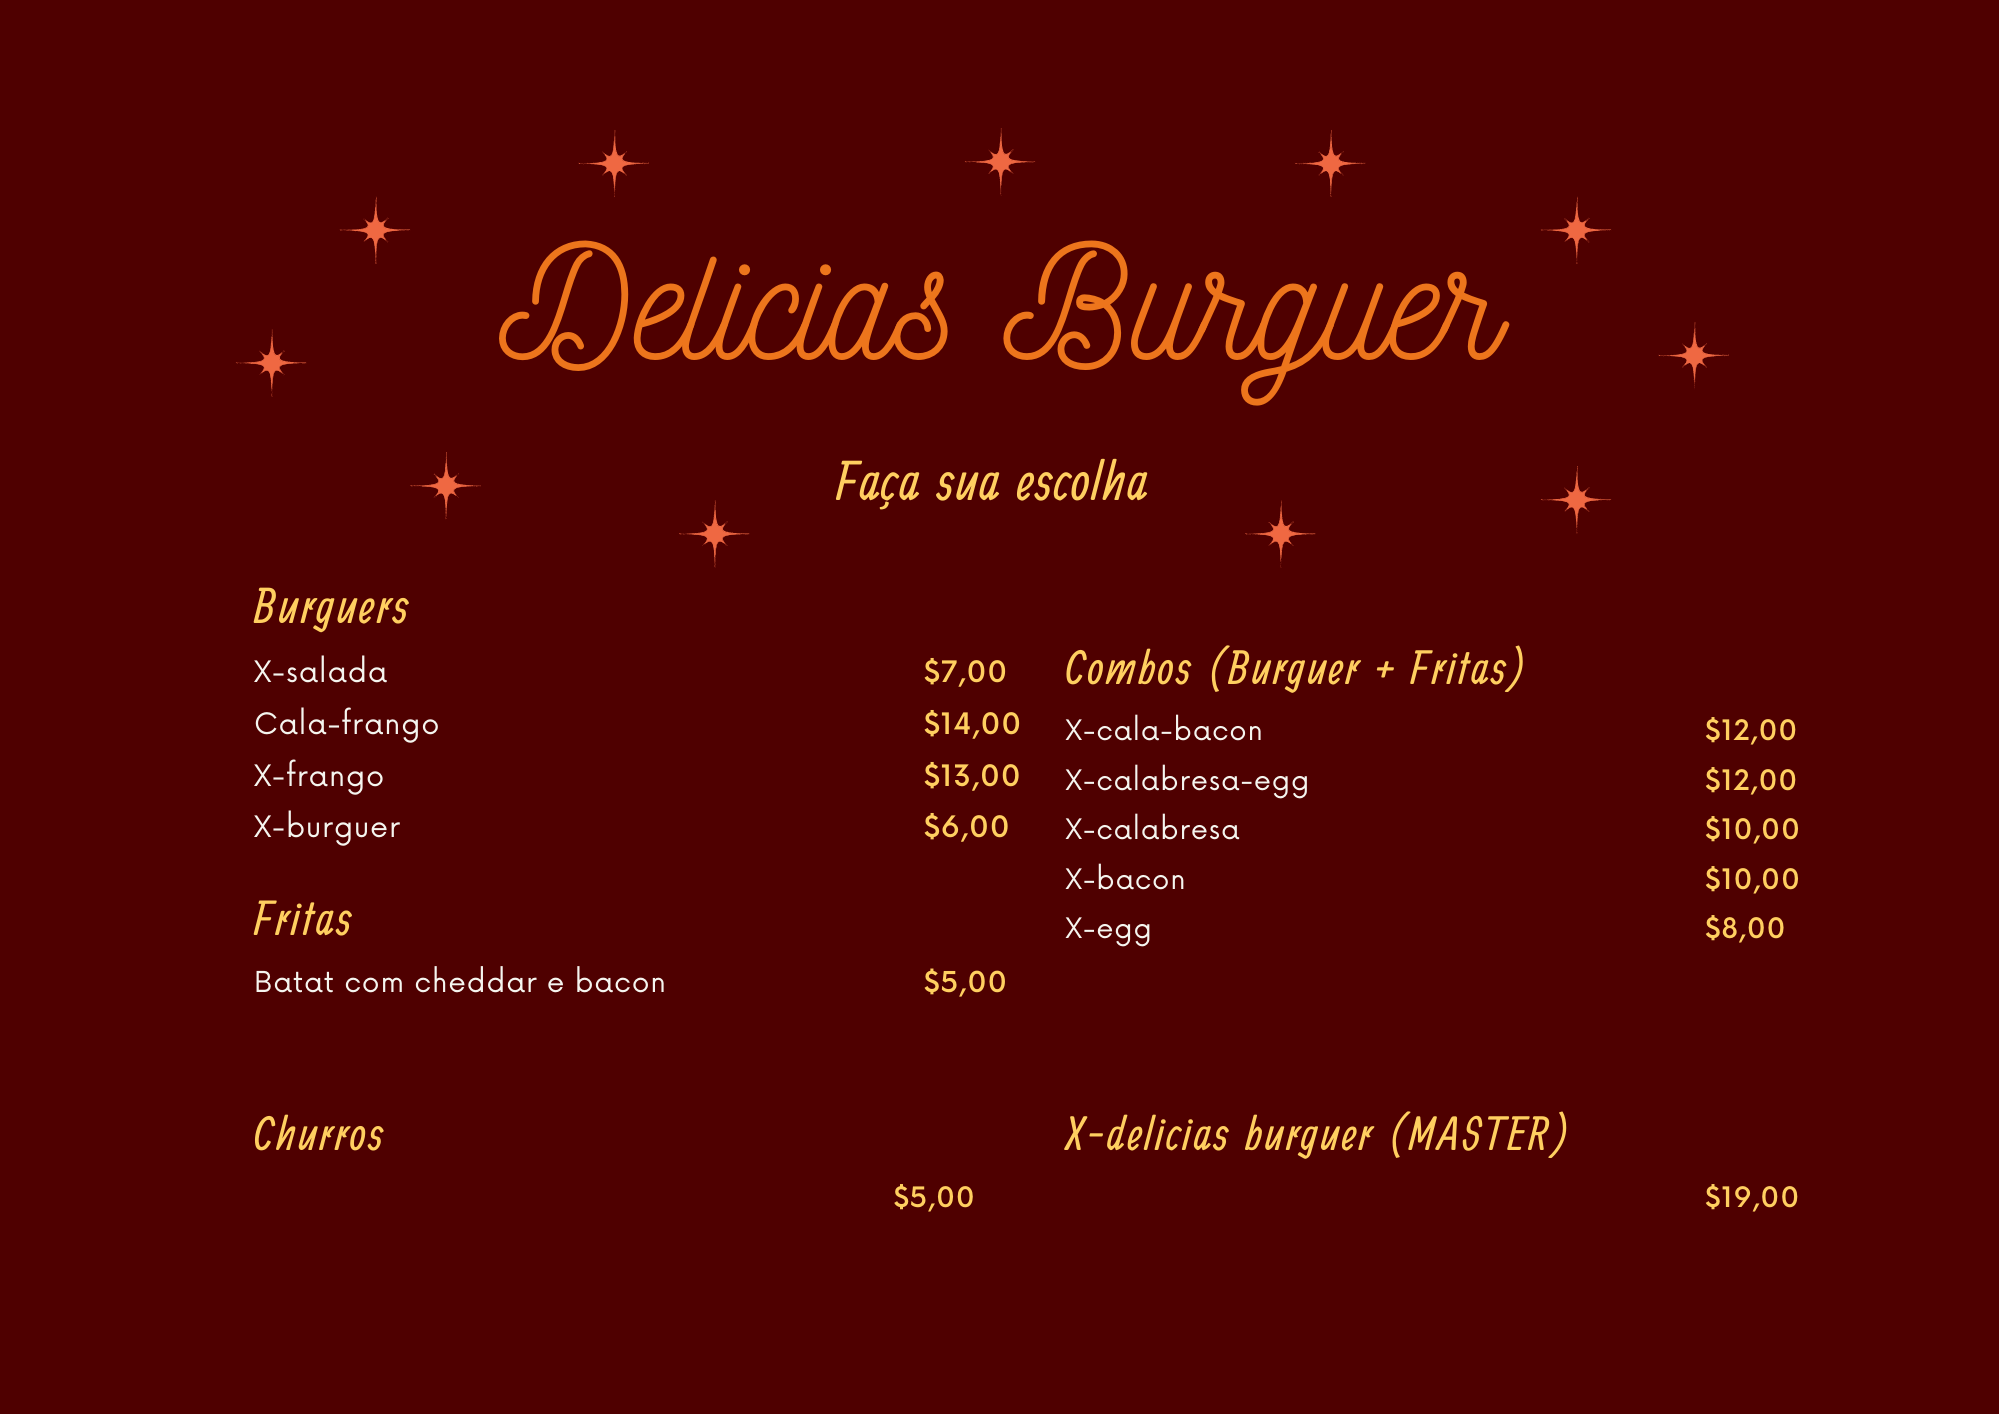 Delicias Burguer
Faça sua escolha
Burguers
X-salada $7,00
Cala-frango $14,00
X-frango $13,00
X-burguer $6,00
Fritas
Batat com cheddar e bacon $5,00
Combos (Burguer + Fritas)
X-cala-bacon $12,00
X-calabresa-egg $12,00
X-calabresa $10,00
X-bacon $10,00
X-egg $8,00
Churros
$5,00
X-delicias burguer (MASTER)
$19,00